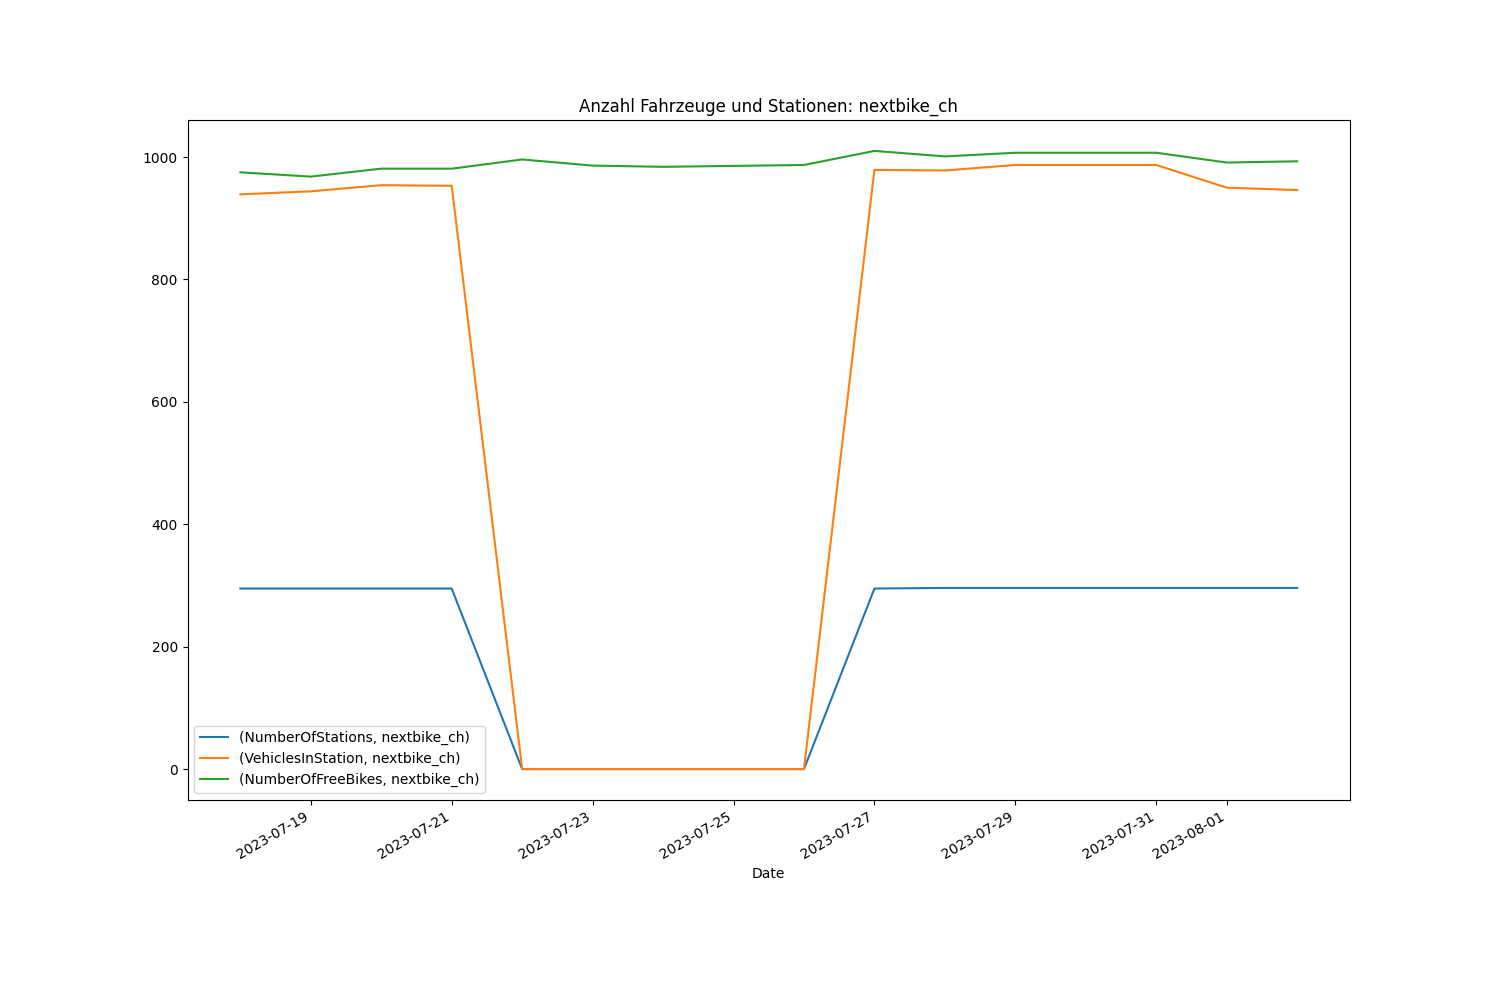 Anzahl Fahrzeuge und Stationen: nextbike_ch
1000
800
600
400
200
0
(NumberOfStations, nextbike_ch)
(VehiclesInStation, nextbike_ch)
(NumberOfFreeBikes, nextbike_ch)
2023-07-19
2023-07-21
2023-07-23
2023-07-25
2023-07-27
2023-07-29
2023-07-31
2023-08-01
Date